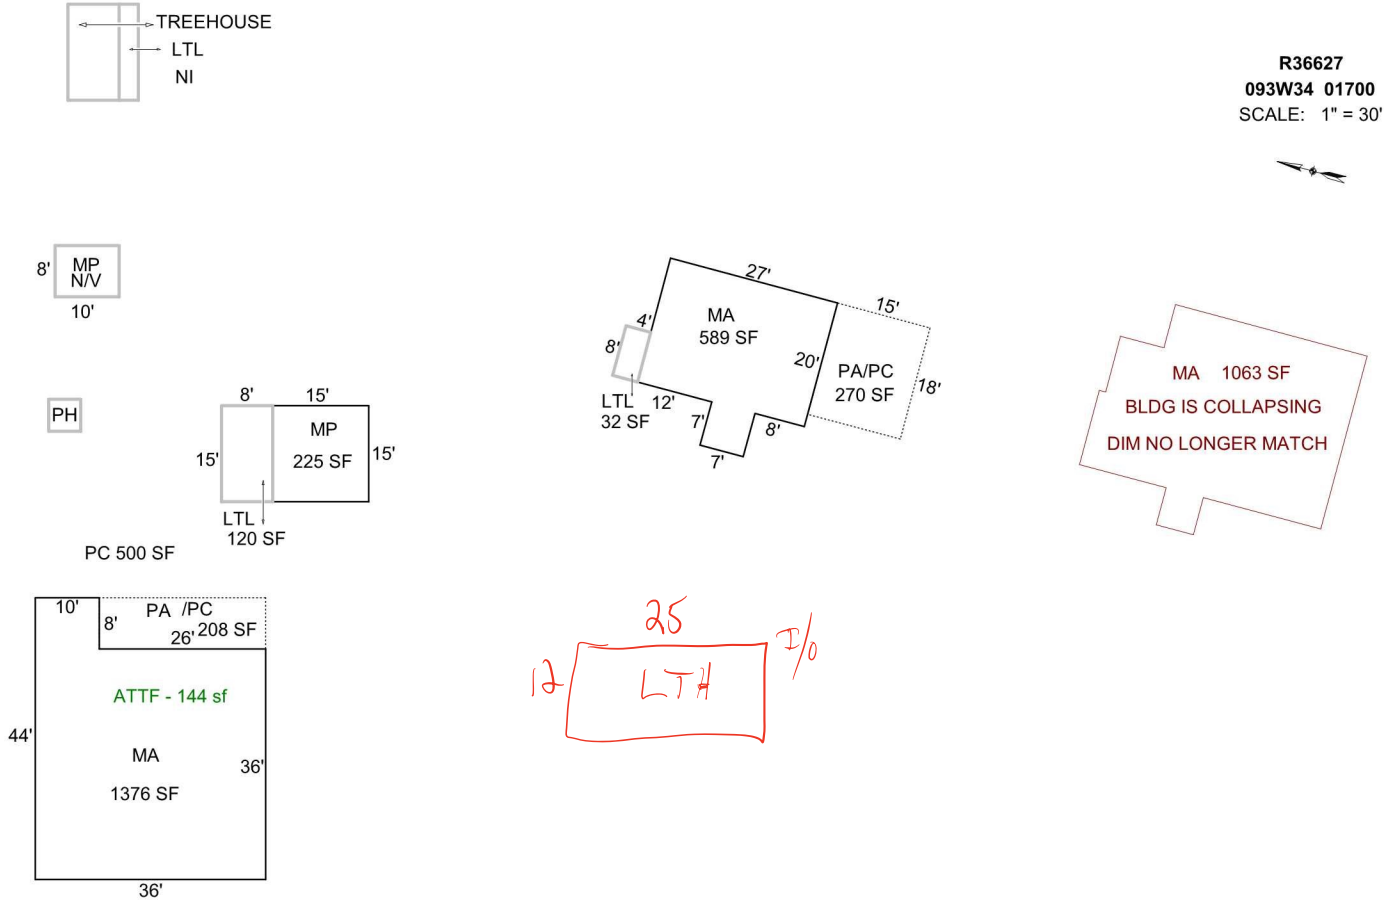 TREEHOUSE
LTL
NI
R36627
093W34 01700
SCALE: 1" = 30'
8'
MP
N/V
10'
27'
15'
4'
MA
589 SF
8'
20'
PA/PC
270 SF
18'
LTL
32 SF
12'
7'
8'
7'
MA 1063 SF
BLDG IS COLLAPSING
DIM NO LONGER MATCH
PH
8'
15'
MP
225 SF
15'
15'
LTL
120 SF
PC 500 SF
10'
PA /PC
8'
26'
208 SF
ATTF - 144 sf
44'
MA
36'
1376 SF
36'
25
I/O
12
LTH